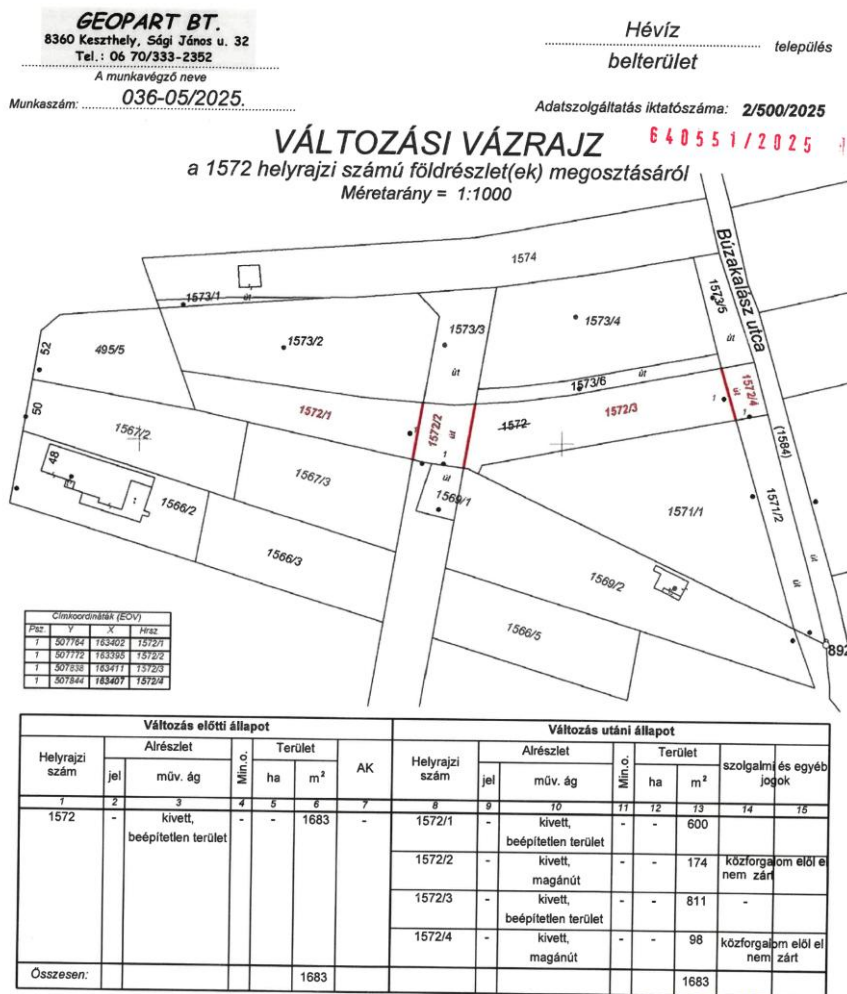 GEOPART BT.
8360 Keszthely, Sági János u. 32
Tel.: 06 70/333-2352
A munkavégző neve
Munkaszám: 036-05/2025.
Hévíz település
belterület
Adatszolgáltatás iktatószáma: 2/500/2025
VÁLTOZÁSI VÁZRAJZ
640551/2025
a 1572 helyrajzi számú földrészlet(ek) megosztásáról
Méretarány = 1:1000
1574
Búzakalász utca
1573/1 út
1573/5
út
1573/2
1573/3
út
1573/4
52
495/5
1573/6
út
1572/4
út
1
50
1572/1
1
1572/2
út
1
1572
1572/3
1
(1584)
1567/2
48
1567/3
út
1569/1
1571/1
1571/2
út
út
1566/2
1566/3
1569/2
1566/5
892
Címkoordináták (EOV)
Psz. Y X Hrsz
1 507764 163402 1572/1
1 507772 163395 1572/2
1 507838 163411 1572/3
1 507844 163407 1572/4
Változás előtti állapot Változás utáni állapot
Helyrajzi szám Alrészlet Min.o. Terület AK Helyrajzi szám Alrészlet Min.o. Terület szolgalmi és egyéb jogok
jel műv. ág ha m² jel műv. ág ha m²
1 2 3 4 5 6 7 8 9 10 11 12 13 14 15
1572 - kivett, - - 1683 - 1572/1 - kivett, - - 600
beépítetlen terület beépítetlen terület
1572/2 - kivett, - - 174 közforgalom elől el
magánút nem zárt
1572/3 - kivett, - - 811 -
beépítetlen terület
1572/4 - kivett, - - 98 közforgalom elől el
magánút nem zárt
Összesen: 1683 1683